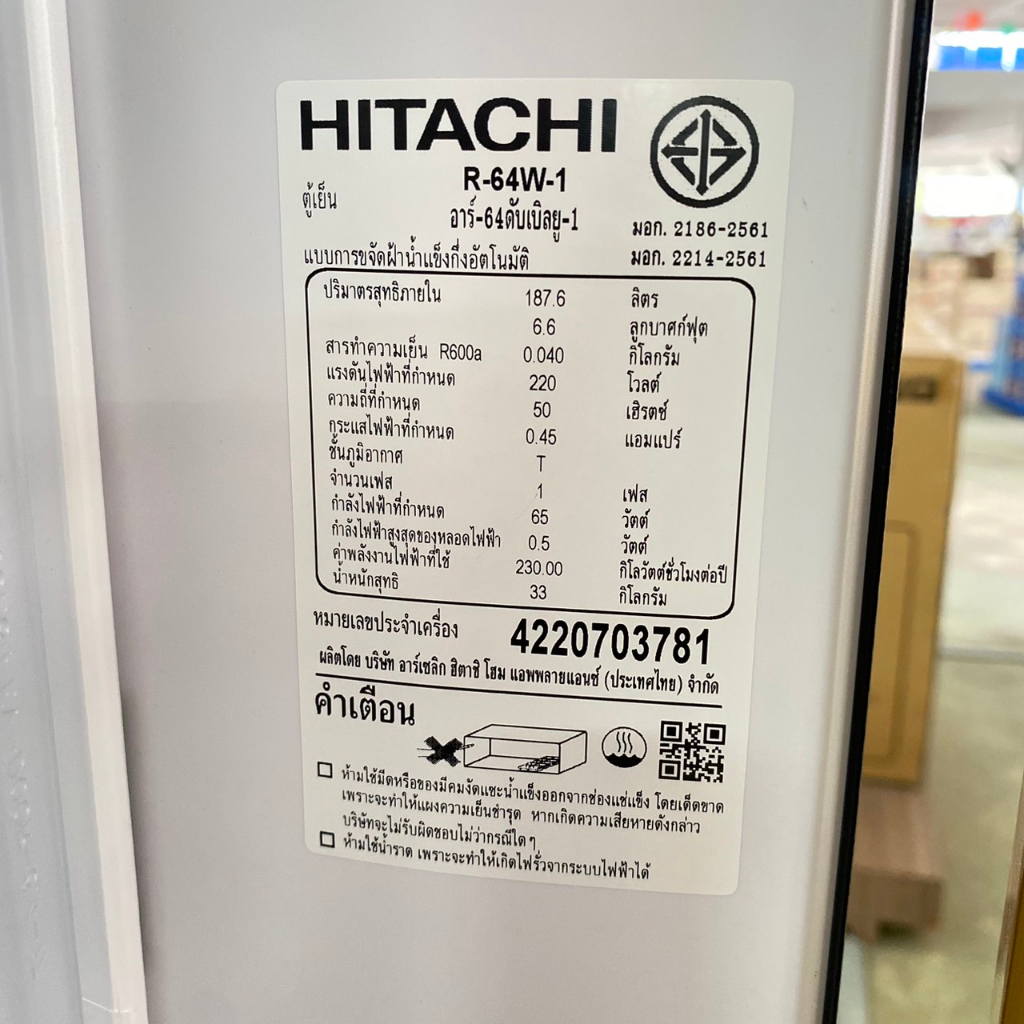 HITACHI
R-64W-1
ตู้เย็น
อาร์-64ดับเบิลยู-1
มอก. 2186-2561
แบบการขจัดฝ้าน้ำแข็งกึ่งอัตโนมัติ
มอก. 2214-2561
ปริมาตรสุทธิภายใน 187.6 ลิตร
6.6 ลูกบาศก์ฟุต
สารทำความเย็น R600a 0.040 กิโลกรัม
แรงดันไฟฟ้าที่กำหนด 220 โวลต์
ความถี่ที่กำหนด 50 เฮิรตช์
กระแสไฟฟ้าที่กำหนด 0.45 แอมแปร์
ชั้นภูมิอากาศ T
จำนวนเฟส 1 เฟส
กำลังไฟฟ้าที่กำหนด 65 วัตต์
กำลังไฟฟ้าสูงสุดของหลอดไฟฟ้า 0.5 วัตต์
ค่าพลังงานไฟฟ้าที่ใช้ 230.00 กิโลวัตต์ชั่วโมงต่อปี
น้ำหนักสุทธิ 33 กิโลกรัม
หมายเลขประจำเครื่อง 4220703781
ผลิตโดย บริษัท อาร์เซลิก ฮิตาชิ โฮม แอพพลายแอนซ์ (ประเทศไทย) จำกัด
คำเตือน
ห้ามใช้มีดหรือของมีคมงัดแซะน้ำแข็งออกจากช่องแช่แข็ง โดยเด็ดขาด
เพราะจะทำให้แผงความเย็นชำรุด หากเกิดความเสียหายดังกล่าว
บริษัทจะไม่รับผิดชอบไม่ว่ากรณีใดๆ
ห้ามใช้น้ำราด เพราะจะทำให้เกิดไฟรั่วจากระบบไฟฟ้าได้